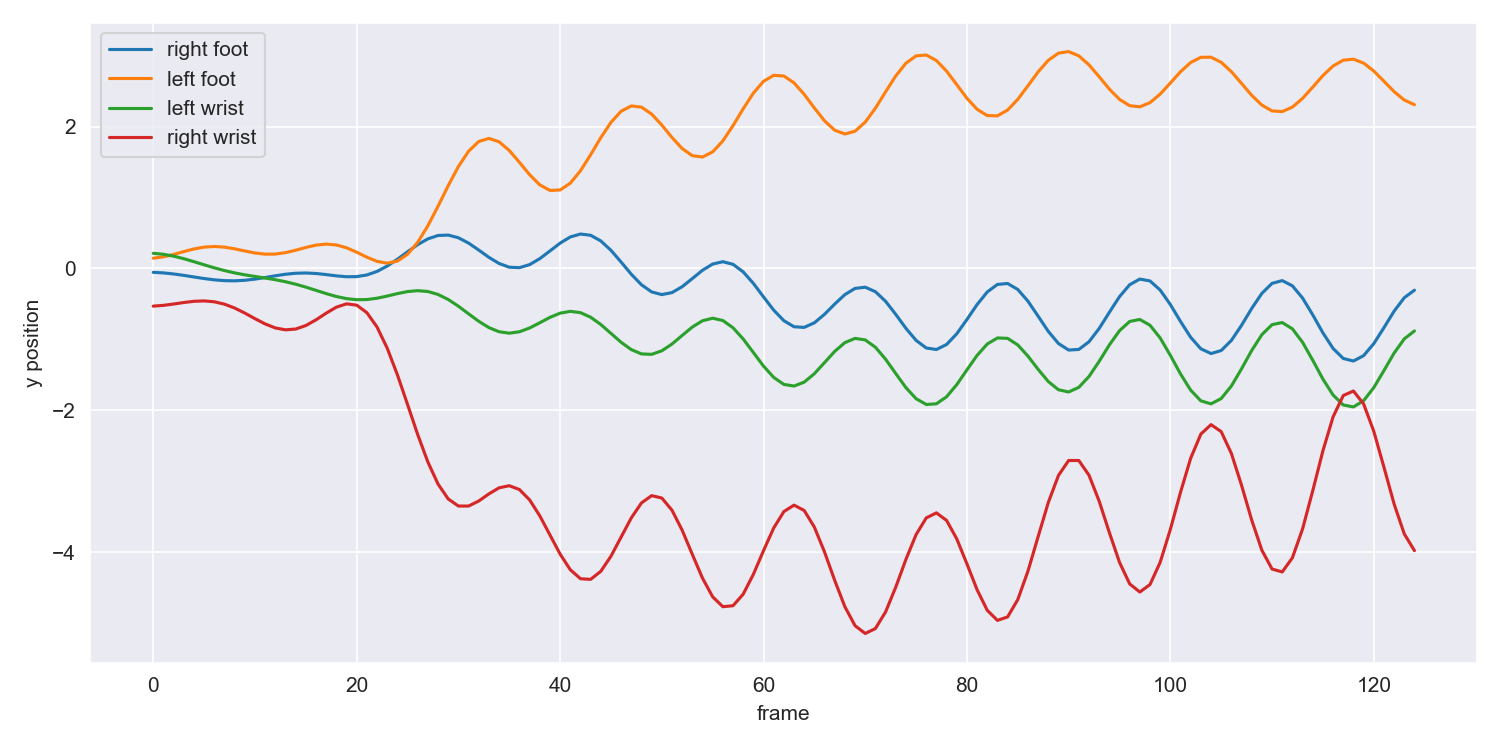 right foot
left foot
left wrist
right wrist
2
0
−2
−4
y position
0 20 40 60 80 100 120
frame